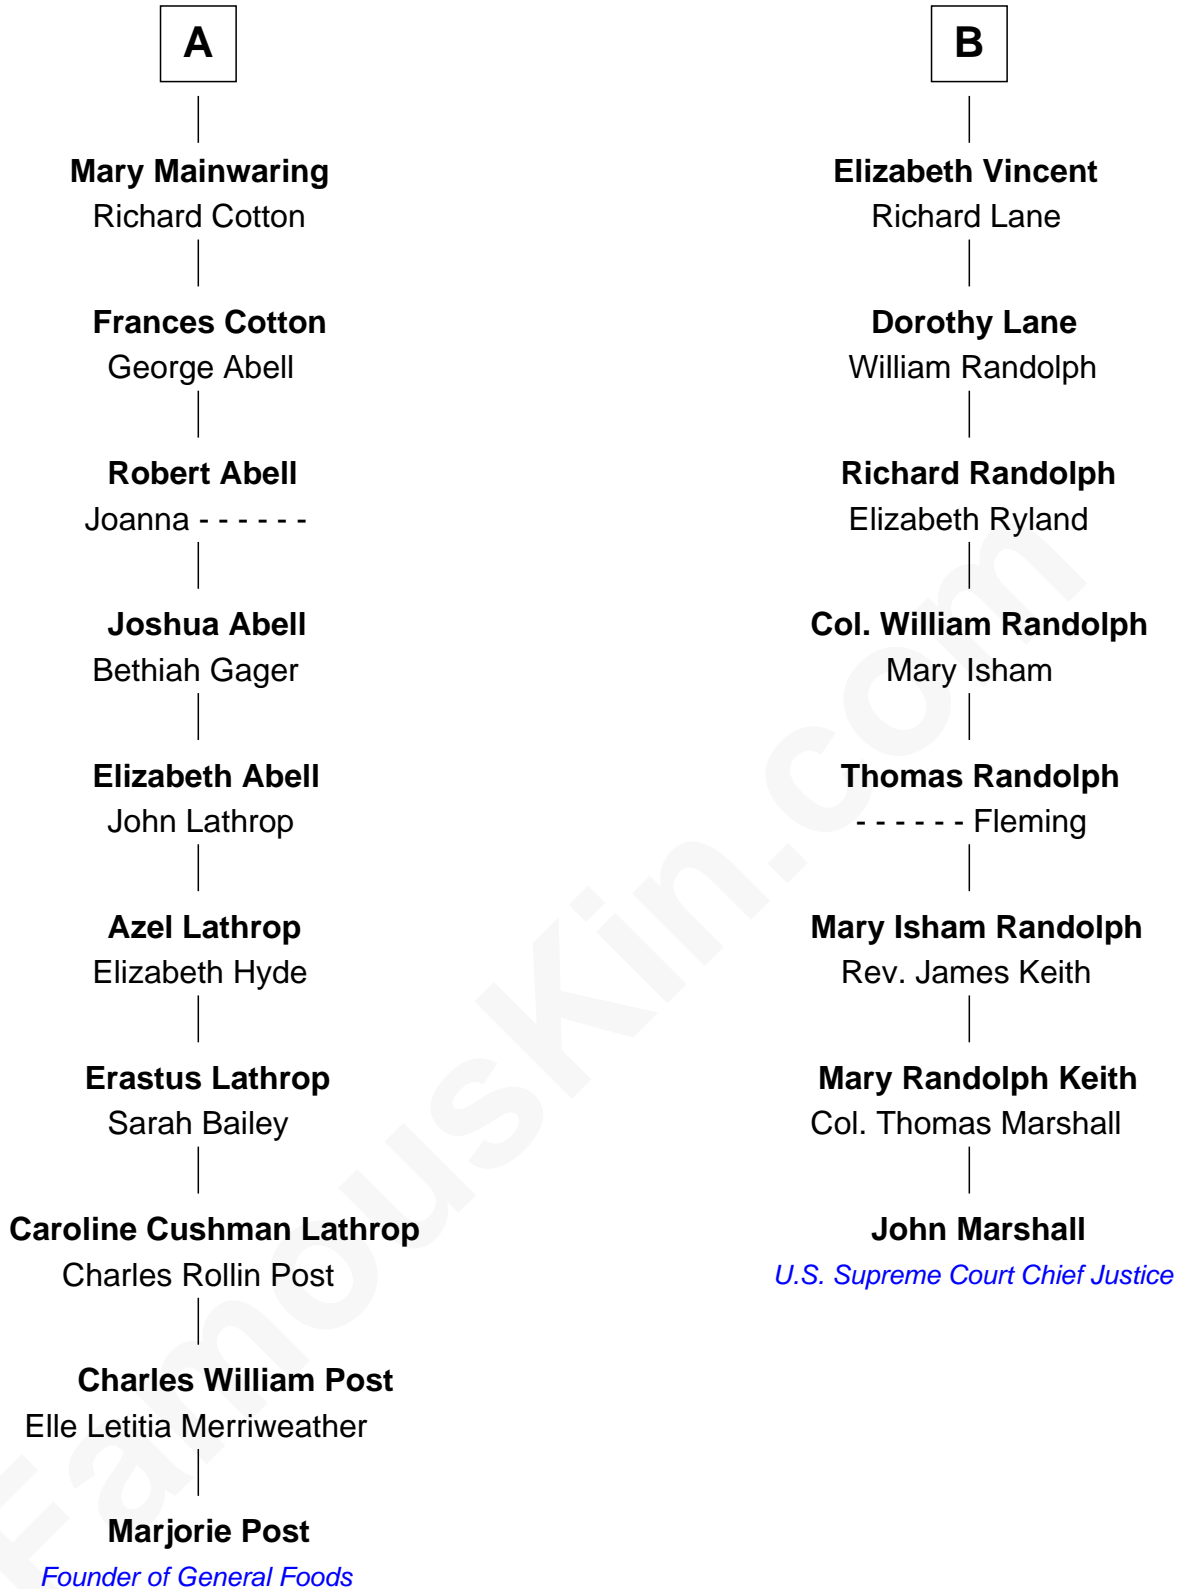 A
Mary Mainwaring
Richard Cotton
Frances Cotton
George Abell
Robert Abell
Joanna - - - - - -
Joshua Abell
Bethiah Gager
Elizabeth Abell
John Lathrop
Azel Lathrop
Elizabeth Hyde
Erastus Lathrop
Sarah Bailey
Caroline Cushman Lathrop
Charles Rollin Post
Charles William Post
Elle Letitia Merriweather
Marjorie Post
Founder of General Foods
B
Elizabeth Vincent
Richard Lane
Dorothy Lane
William Randolph
Richard Randolph
Elizabeth Ryland
Col. William Randolph
Mary Isham
Thomas Randolph
- - - - - - Fleming
Mary Isham Randolph
Rev. James Keith
Mary Randolph Keith
Col. Thomas Marshall
John Marshall
U.S. Supreme Court Chief Justice
FamousKin.com